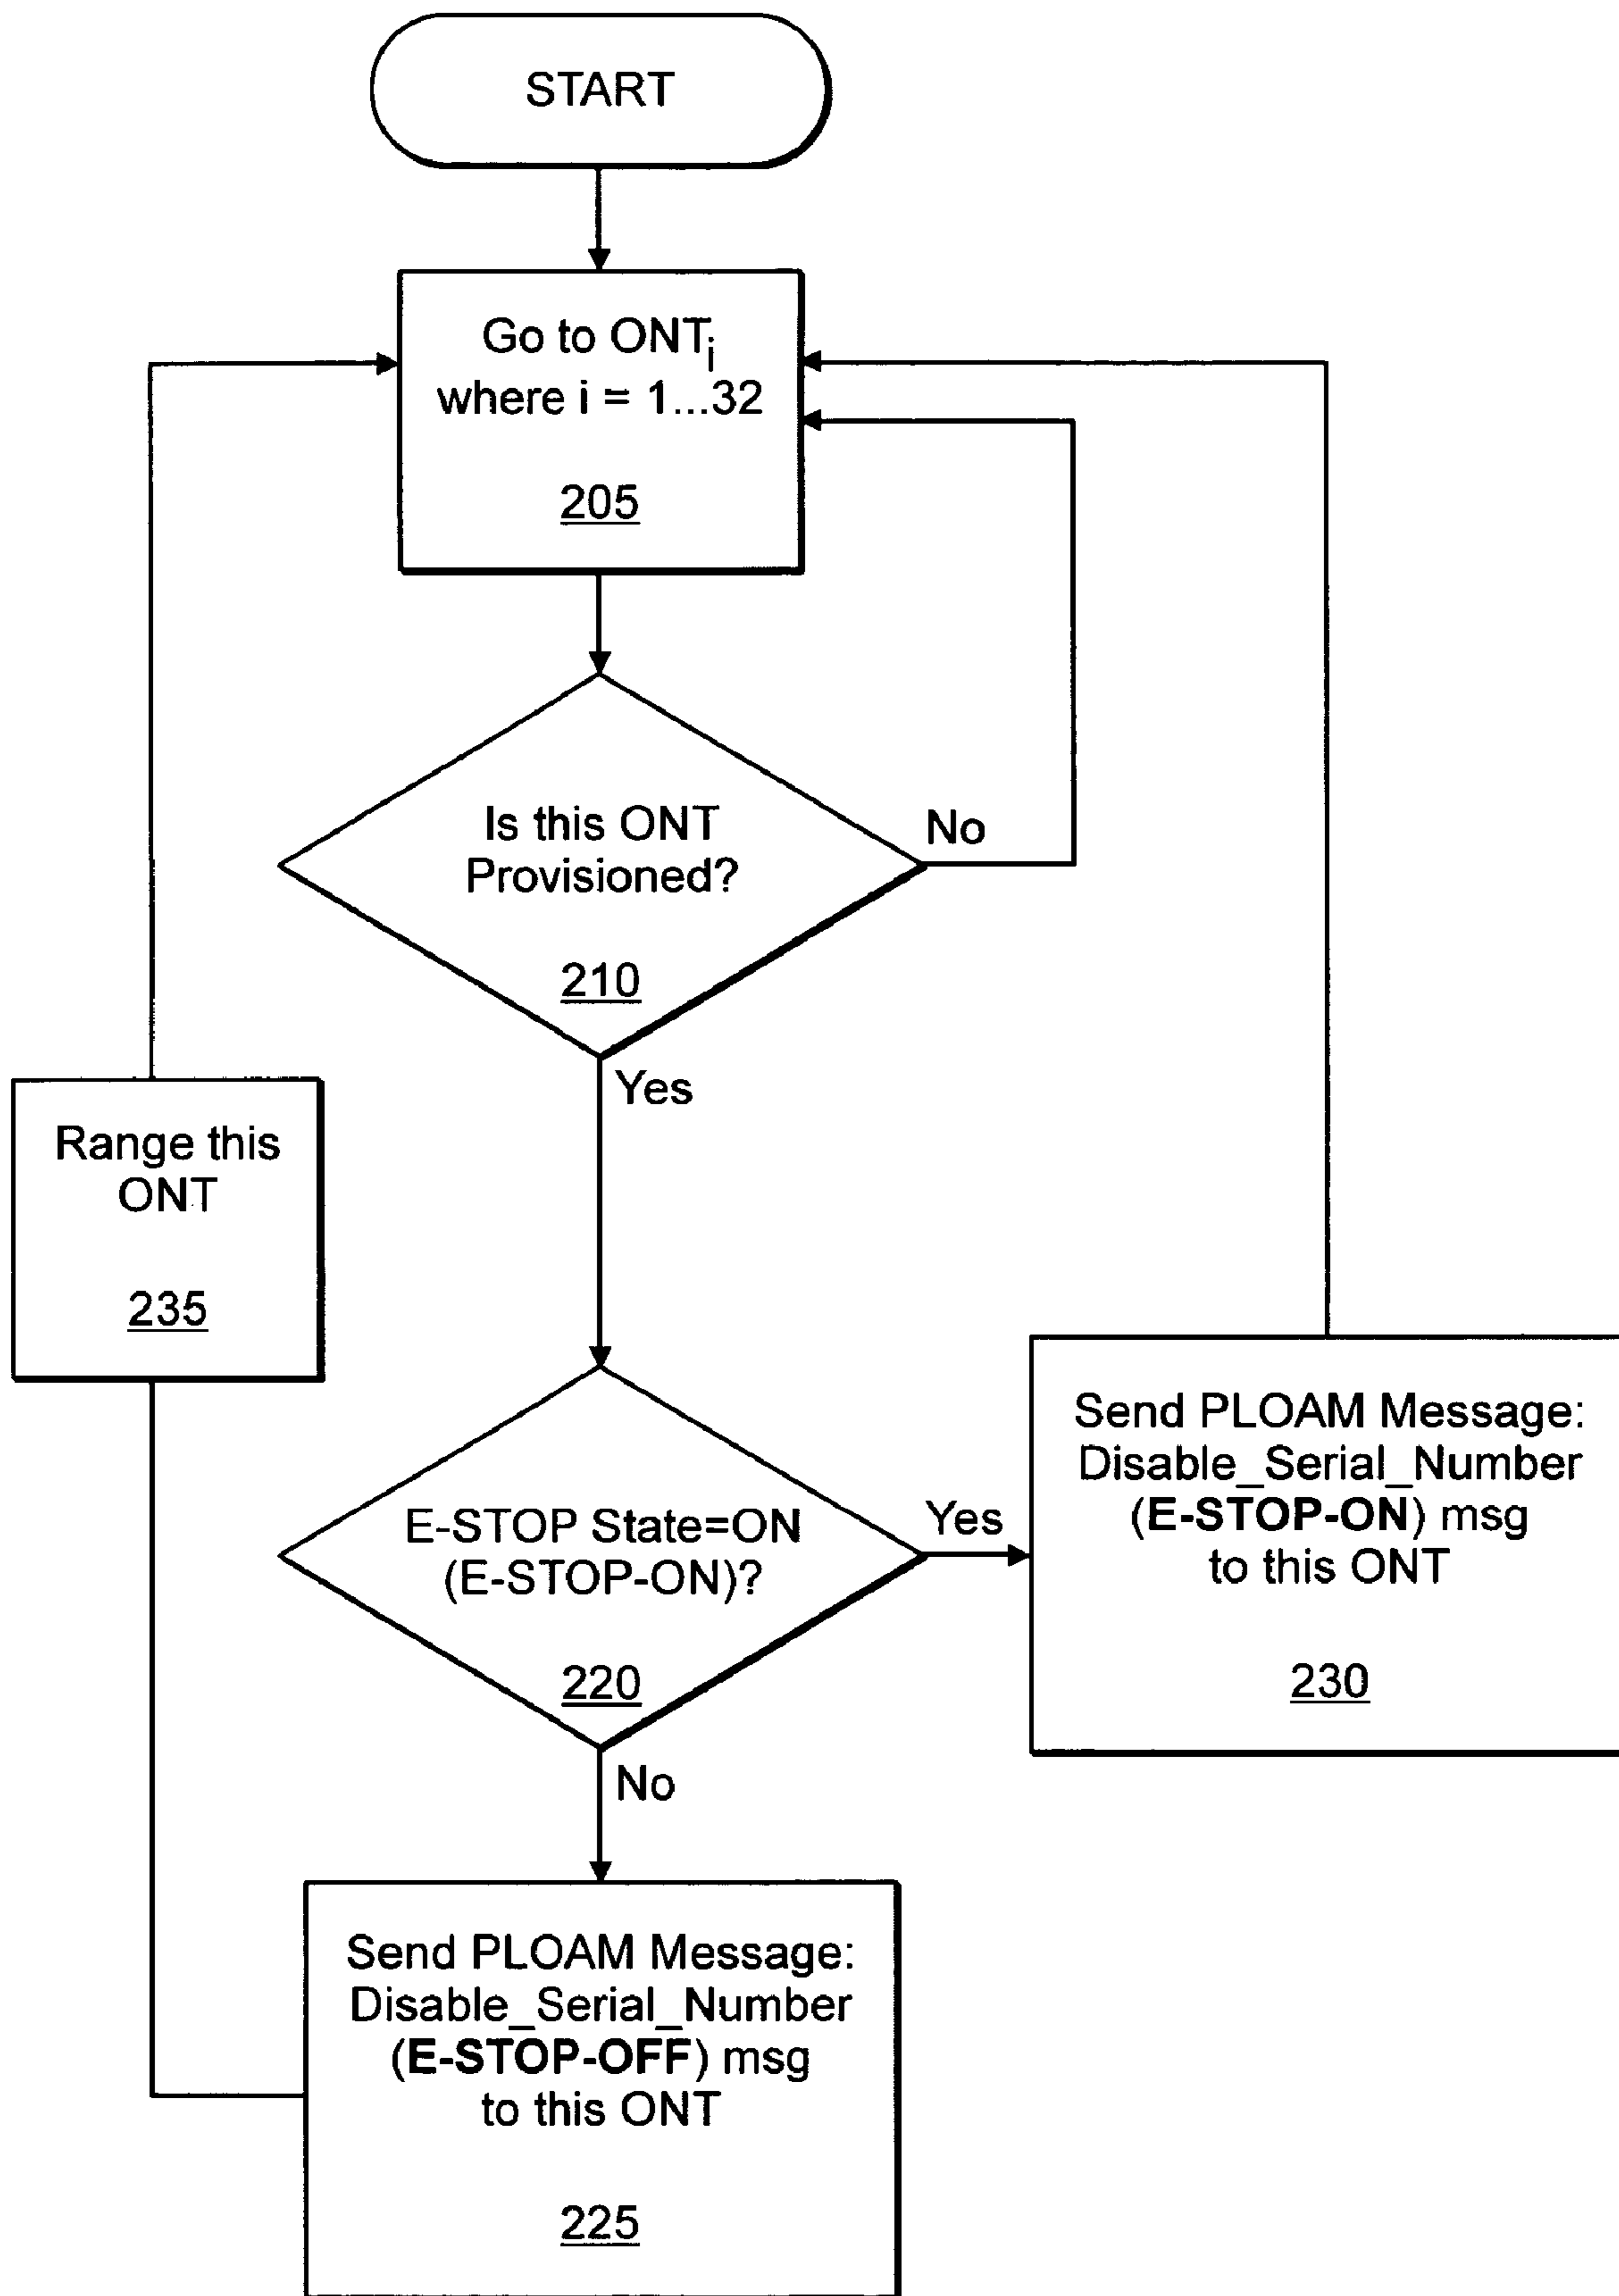 START
Go to ONTi
where i = 1...32
205
Is this ONT
Provisioned?
210
No
Yes
Range this
ONT
235
E-STOP State=ON
(E-STOP-ON)?
220
Yes
No
Send PLOAM Message:
Disable_Serial_Number
(E-STOP-ON) msg
to this ONT
230
Send PLOAM Message:
Disable_Serial_Number
(E-STOP-OFF) msg
to this ONT
225